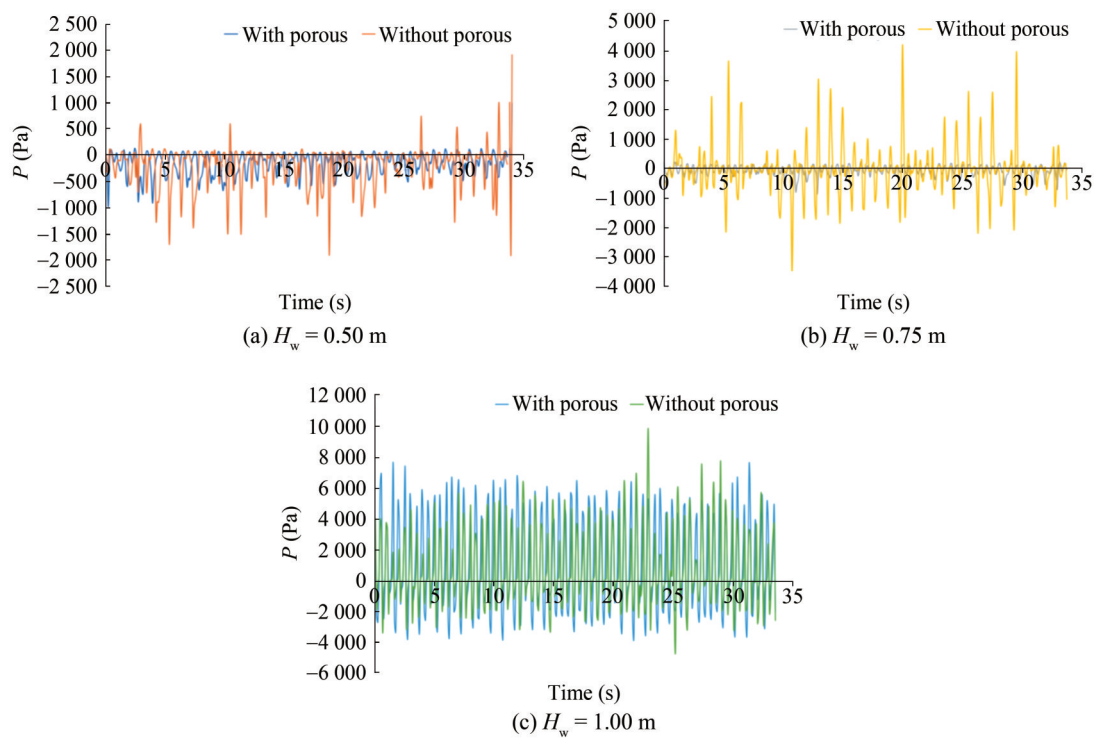 2 500
2 000
1 500
1 000
500
0
−500
−1 000
−1 500
−2 000
−2 500
P (Pa)
With porous Without porous
0 5 10 15 20 25 30 35
Time (s)
(a) Hw = 0.50 m
5 000
4 000
3 000
2 000
1 000
0
−1 000
−2 000
−3 000
−4 000
P (Pa)
With porous Without porous
0 5 10 15 20 25 30 35
Time (s)
(b) Hw = 0.75 m
12 000
10 000
8 000
6 000
4 000
2 000
0
−2 000
−4 000
−6 000
P (Pa)
With porous Without porous
0 5 10 15 20 25 30 35
Time (s)
(c) Hw = 1.00 m